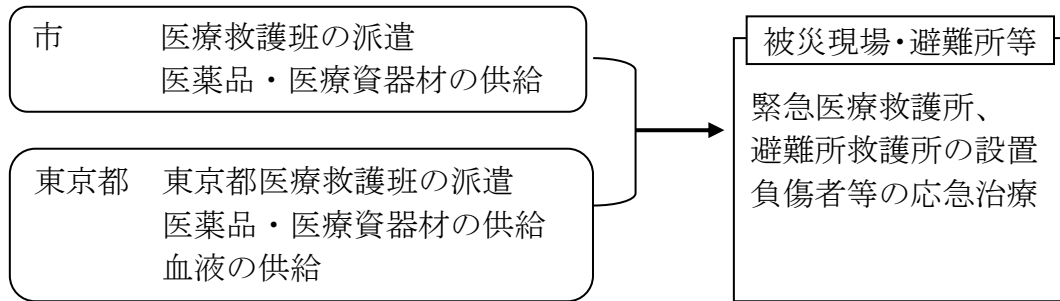 市　医療救護班の派遣
医薬品・医療資器材の供給
東京都　東京都医療救護班の派遣
医薬品・医療資器材の供給
血液の供給
被災現場・避難所等
緊急医療救護所、
避難所救護所の設置
負傷者等の応急治療